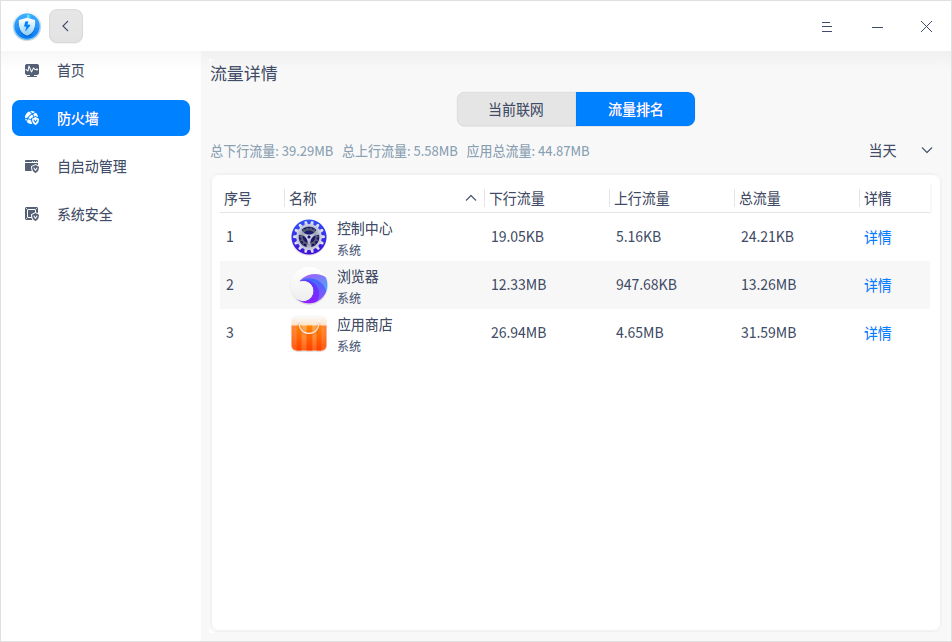 首页
防火墙
自启动管理
系统安全
流量详情
当前联网 流量排名
总下行流量: 39.29MB 总上行流量: 5.58MB 应用总流量: 44.87MB 当天
序号 名称 下行流量 上行流量 总流量 详情
1 控制中心 系统 19.05KB 5.16KB 24.21KB 详情
2 浏览器 系统 12.33MB 947.68KB 13.26MB 详情
3 应用商店 系统 26.94MB 4.65MB 31.59MB 详情